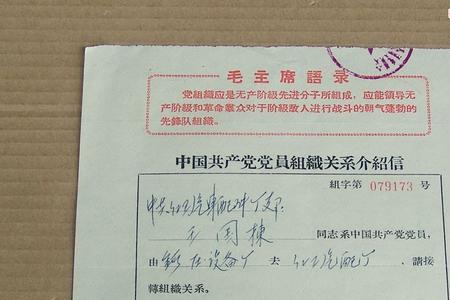 毛主席語录
党组织应是无产阶级先进分子所組成，应能領导无
产阶級和革命羣众对于阶級敌人进行战斗的朝气蓬勃的
先鋒队組織。
中国共产党党員組織关系介紹信
組字第 079173 号
王国棟 同志系中国共产党党員，
由 去 ，請接
轉組織关系。